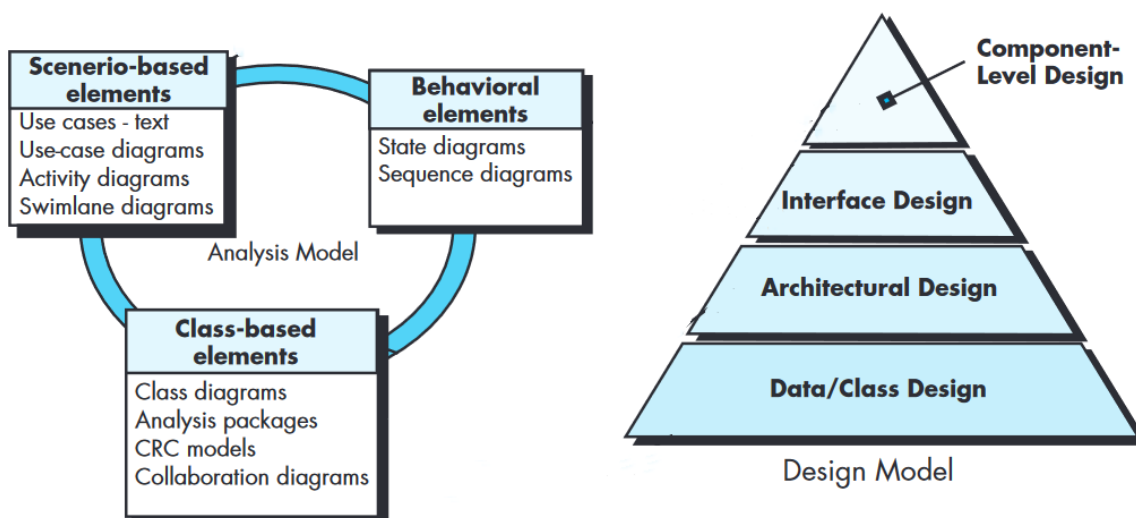 Scenerio-based
elements
Use cases - text
Use-case diagrams
Activity diagrams
Swimlane diagrams
Behavioral
elements
State diagrams
Sequence diagrams
Analysis Model
Class-based
elements
Class diagrams
Analysis packages
CRC models
Collaboration diagrams
Component-
Level Design
Interface Design
Architectural Design
Data/Class Design
Design Model